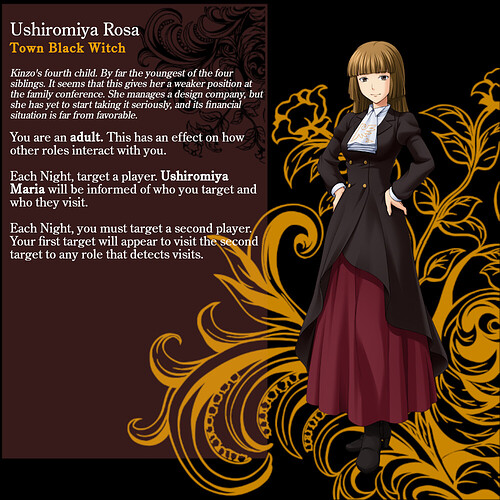 Ushiromiya Rosa
Town Black Witch
Kinzo's fourth child. By far the youngest of the four
siblings. It seems that this gives her a weaker position at
the family conference. She manages a design company, but
she has yet to start taking it seriously, and its financial
situation is far from favorable.
You are an adult. This has an effect on how
other roles interact with you.
Each Night, target a player. Ushiromiya
Maria will be informed of who you target and
who they visit.
Each Night, you must target a second player.
Your first target will appear to visit the second
target to any role that detects visits.